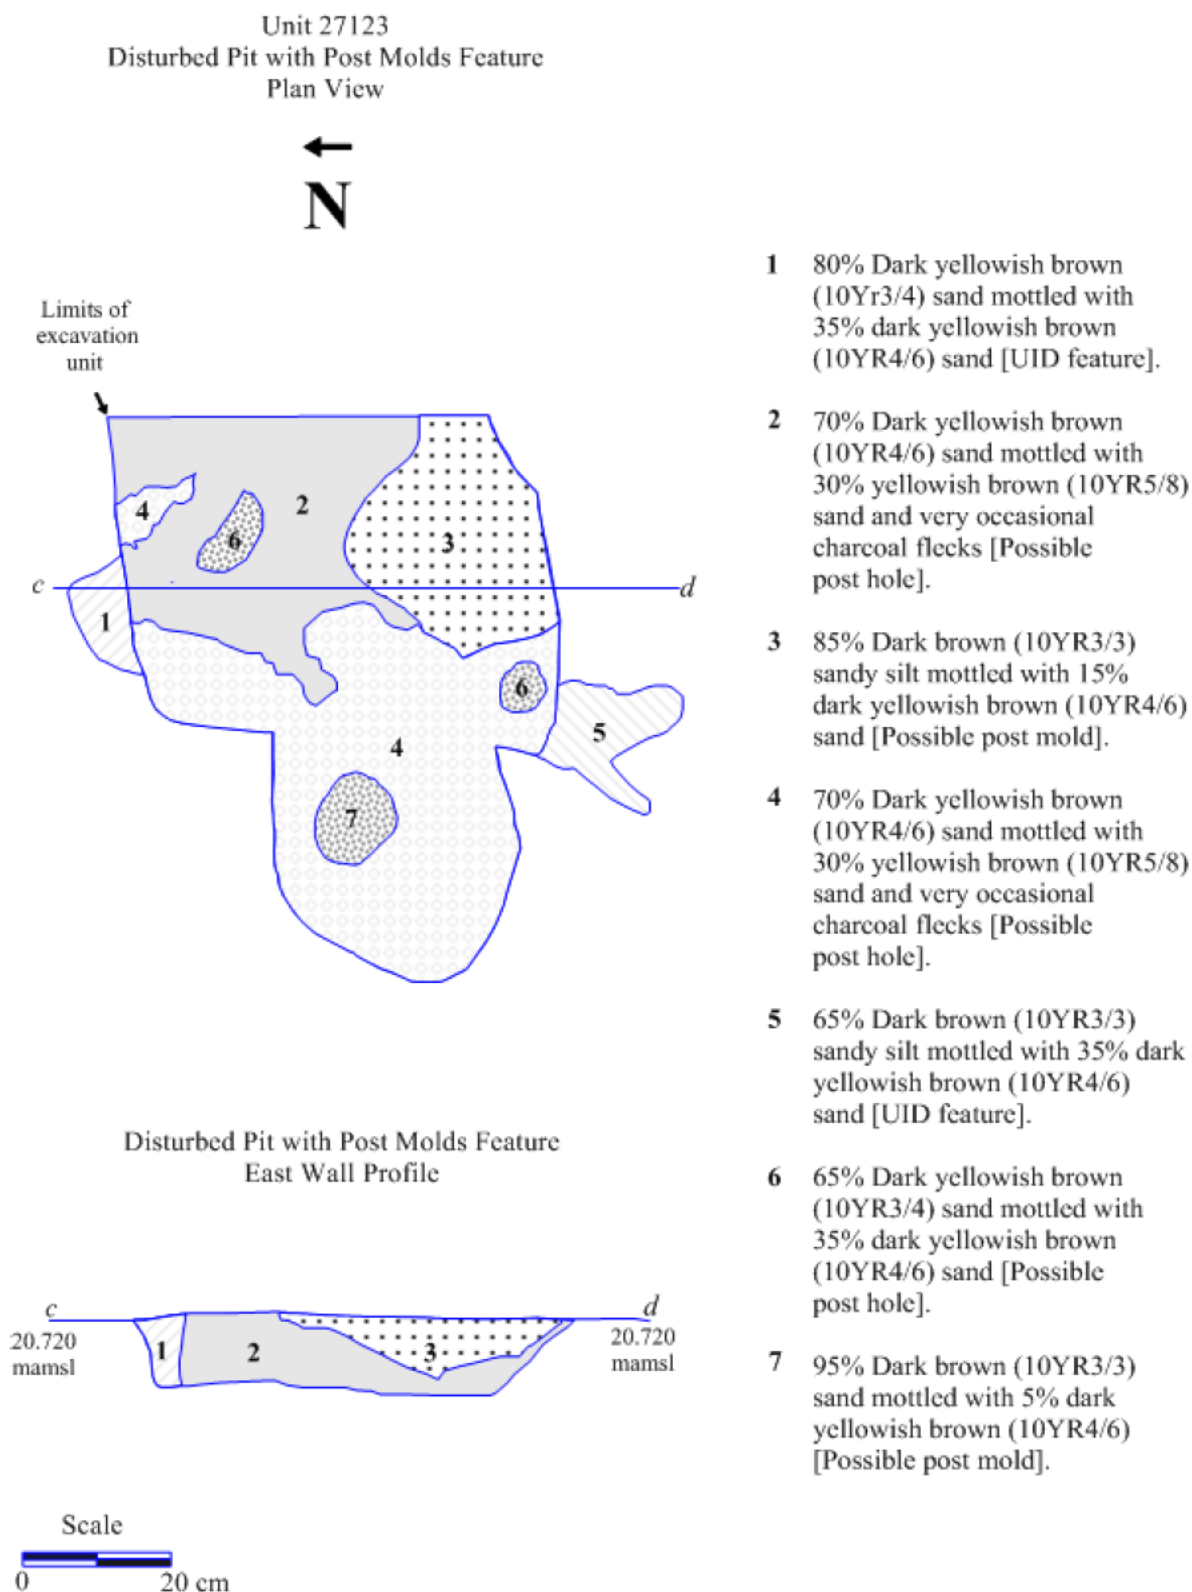 Unit 27123
Disturbed Pit with Post Molds Feature
Plan View
N
Limits of
excavation
unit
4
6
2
3
c
d
1
6
5
4
7
1 80% Dark yellowish brown
(10Yr3/4) sand mottled with
35% dark yellowish brown
(10YR4/6) sand [UID feature].
2 70% Dark yellowish brown
(10YR4/6) sand mottled with
30% yellowish brown (10YR5/8)
sand and very occasional
charcoal flecks [Possible
post hole].
3 85% Dark brown (10YR3/3)
sandy silt mottled with 15%
dark yellowish brown (10YR4/6)
sand [Possible post mold].
4 70% Dark yellowish brown
(10YR4/6) sand mottled with
30% yellowish brown (10YR5/8)
sand and very occasional
charcoal flecks [Possible
post hole].
5 65% Dark brown (10YR3/3)
sandy silt mottled with 35% dark
yellowish brown (10YR4/6)
sand [UID feature].
6 65% Dark yellowish brown
(10YR3/4) sand mottled with
35% dark yellowish brown
(10YR4/6) sand [Possible
post hole].
7 95% Dark brown (10YR3/3)
sand mottled with 5% dark
yellowish brown (10YR4/6)
[Possible post mold].
Disturbed Pit with Post Molds Feature
East Wall Profile
c
d
20.720
mamsl
1
2
3
20.720
mamsl
Scale
0 20 cm